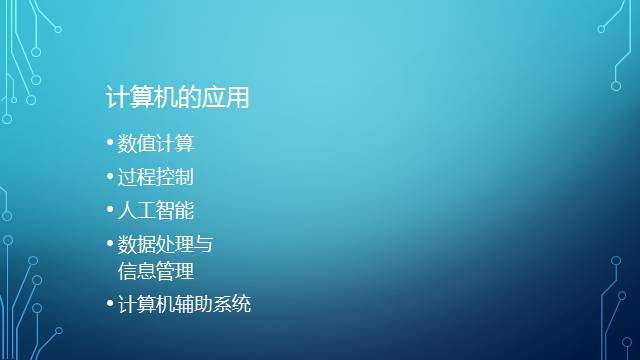 计算机的应用
•数值计算
•过程控制
•人工智能
•数据处理与
信息管理
•计算机辅助系统